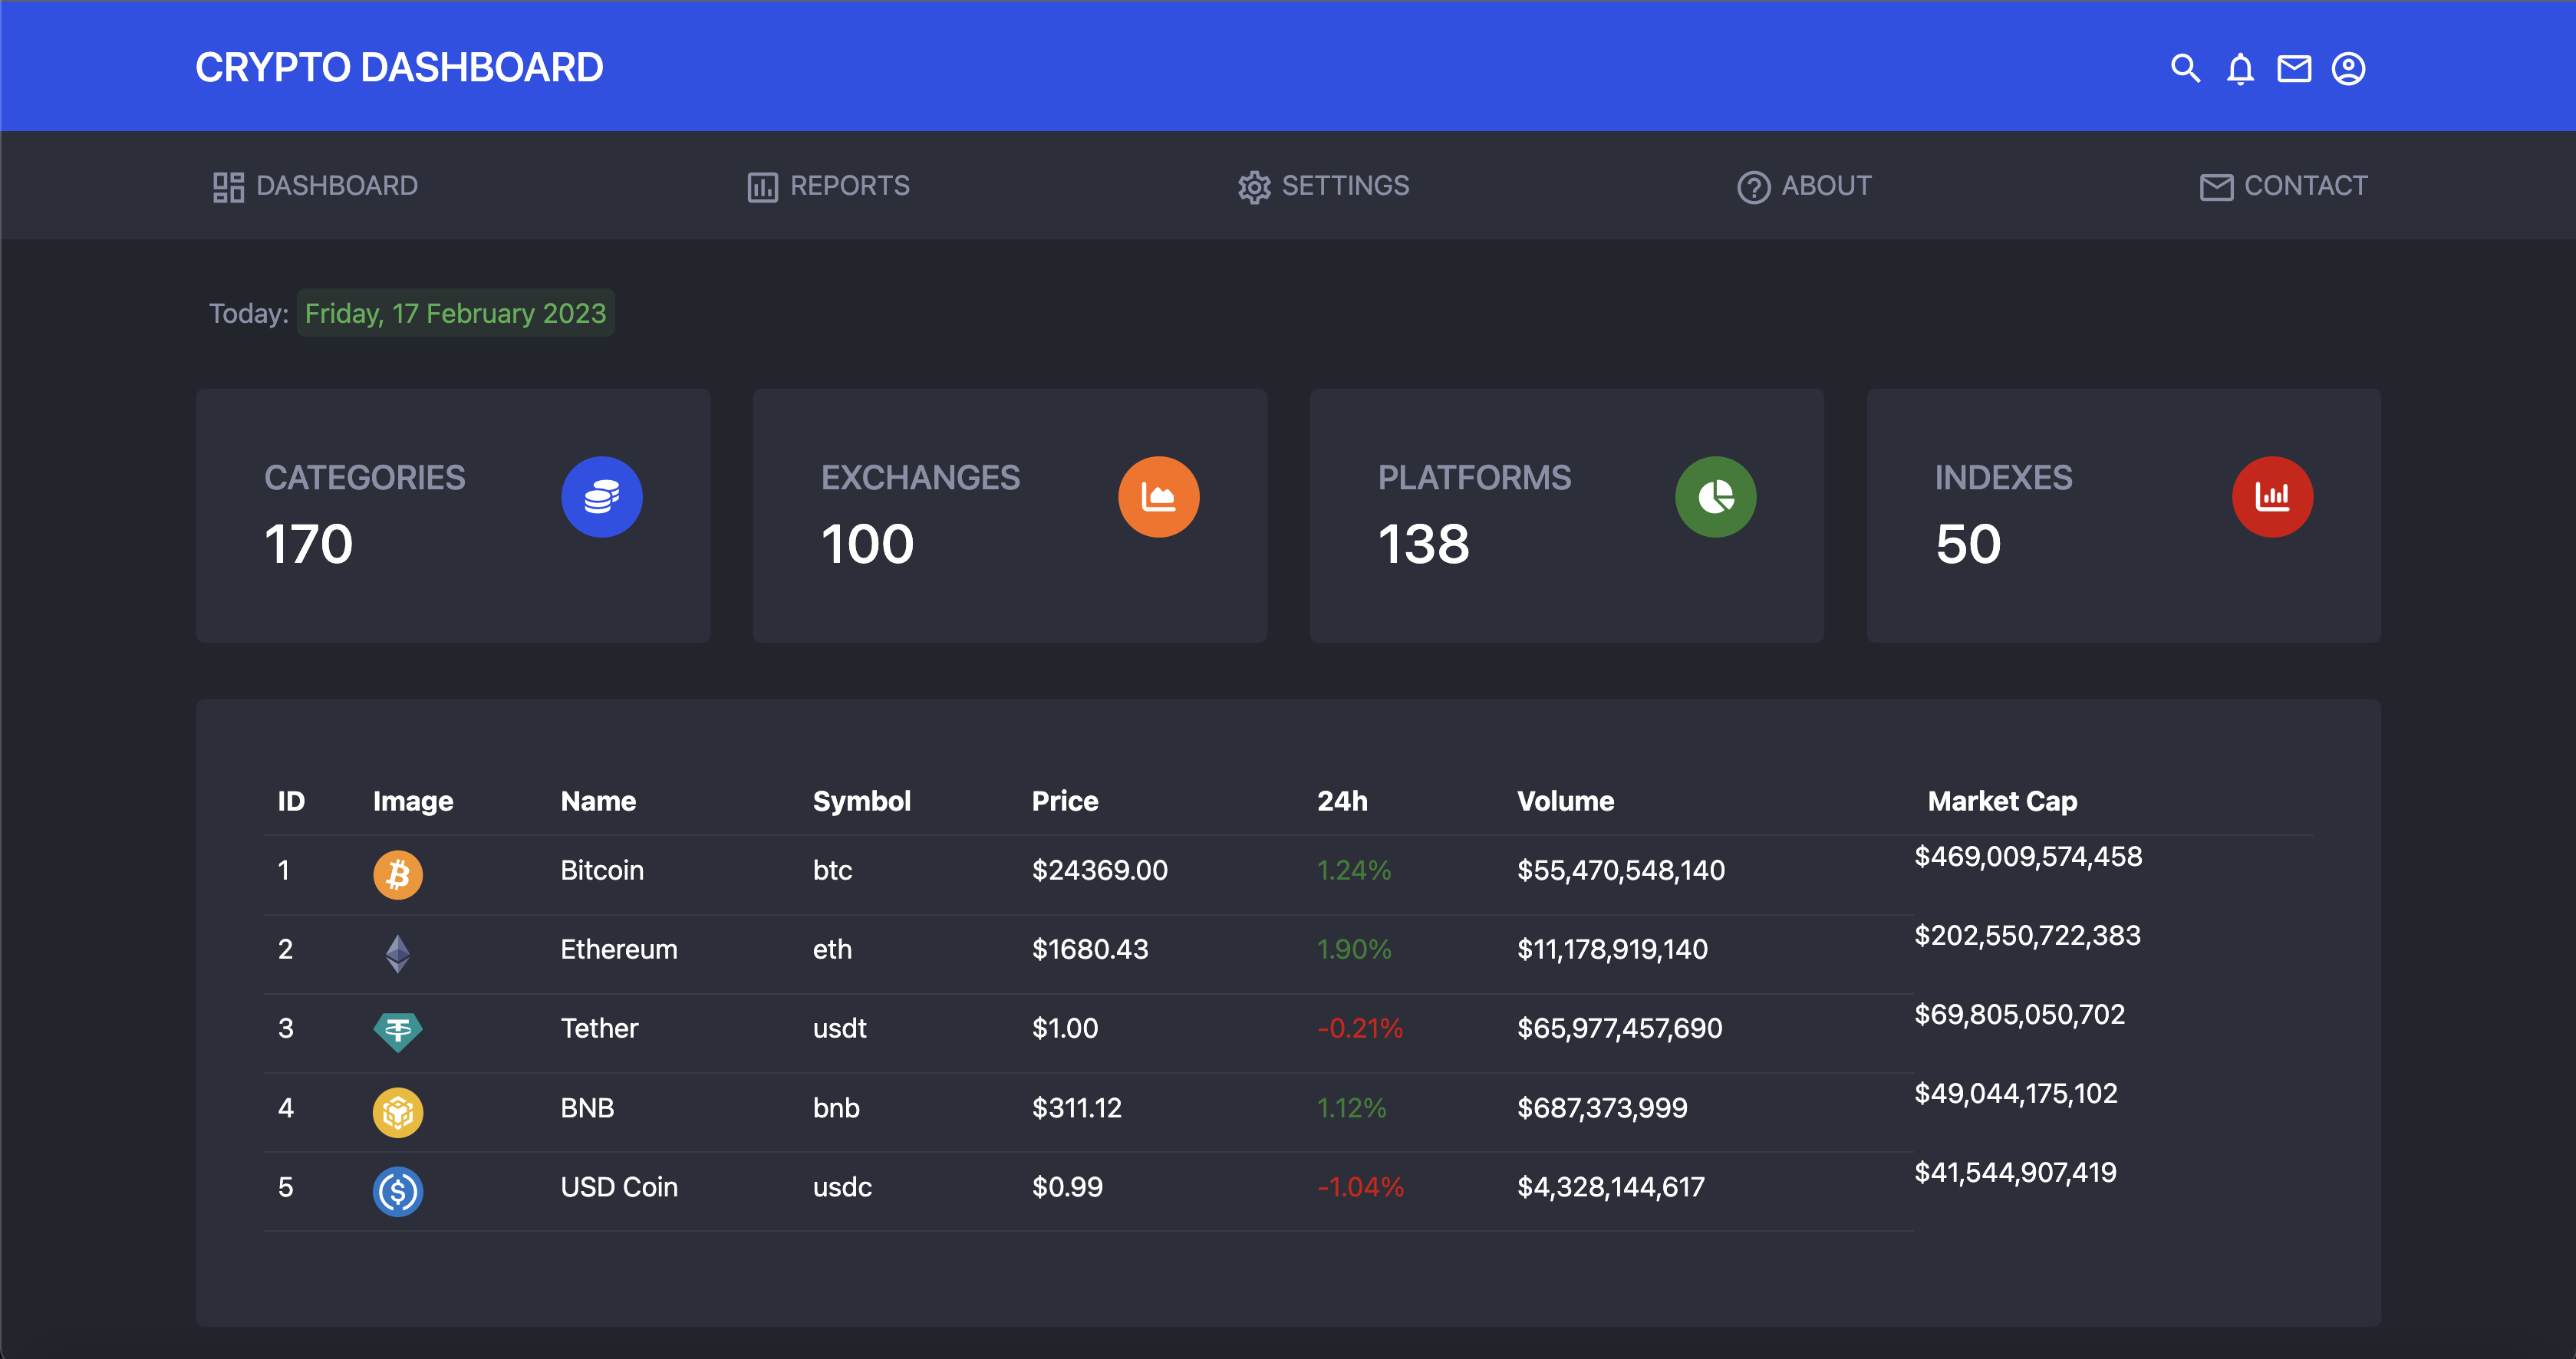 CRYPTO DASHBOARD
DASHBOARD REPORTS SETTINGS ABOUT CONTACT
Today: Friday, 17 February 2023
CATEGORIES EXCHANGES PLATFORMS INDEXES
170 100 138 50
ID Image Name Symbol Price 24h Volume Market Cap
1 Bitcoin btc $24369.00 1.24% $55,470,548,140 $469,009,574,458
2 Ethereum eth $1680.43 1.90% $11,178,919,140 $202,550,722,383
3 Tether usdt $1.00 -0.21% $65,977,457,690 $69,805,050,702
4 BNB bnb $311.12 1.12% $687,373,999 $49,044,175,102
5 USD Coin usdc $0.99 -1.04% $4,328,144,617 $41,544,907,419